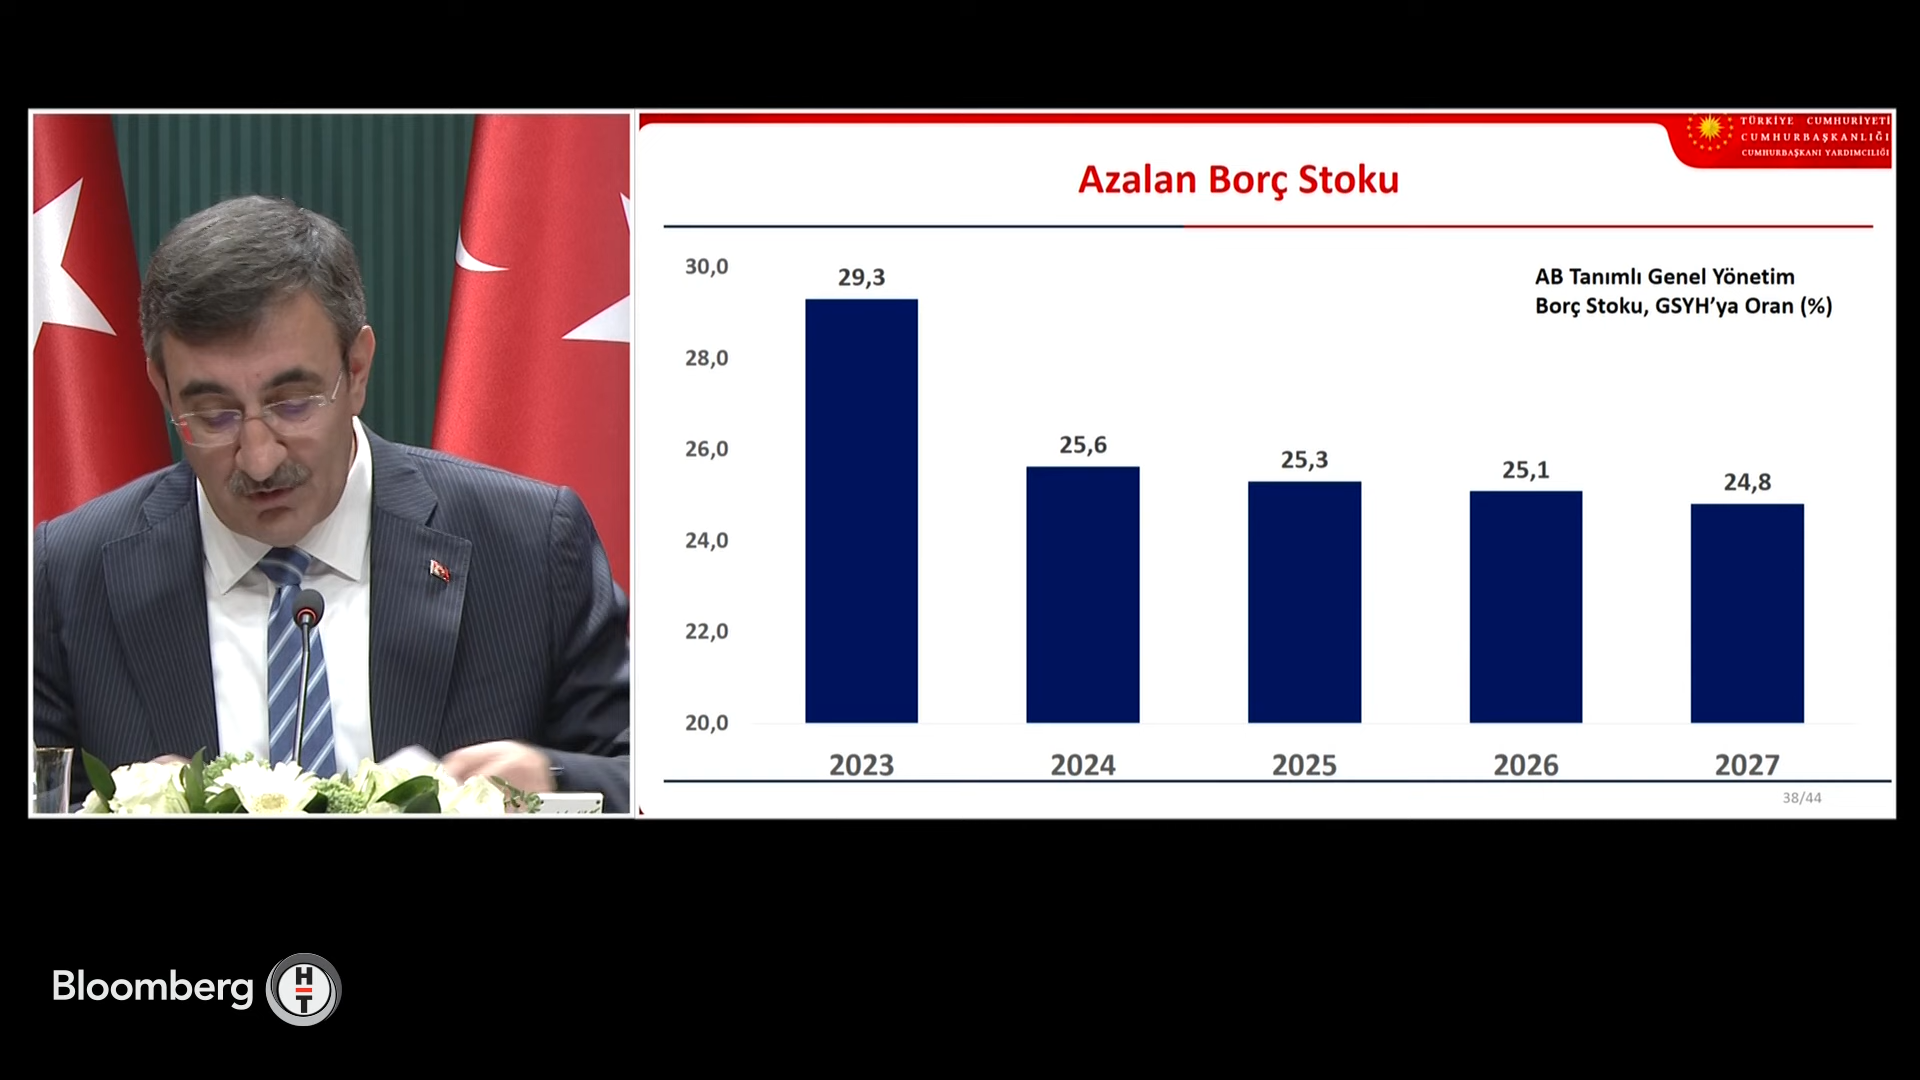 TÜRKİYE CUMHURİYETİ
CUMHURBAŞKANLIĞI
CUMHURBAŞKANI YARDIMCILIĞI
Azalan Borç Stoku
AB Tanımlı Genel Yönetim
Borç Stoku, GSYH’ya Oran (%)
30,0
28,0
26,0
24,0
22,0
20,0
29,3
25,6
25,3
25,1
24,8
2023
2024
2025
2026
2027
38/44
Bloomberg HT